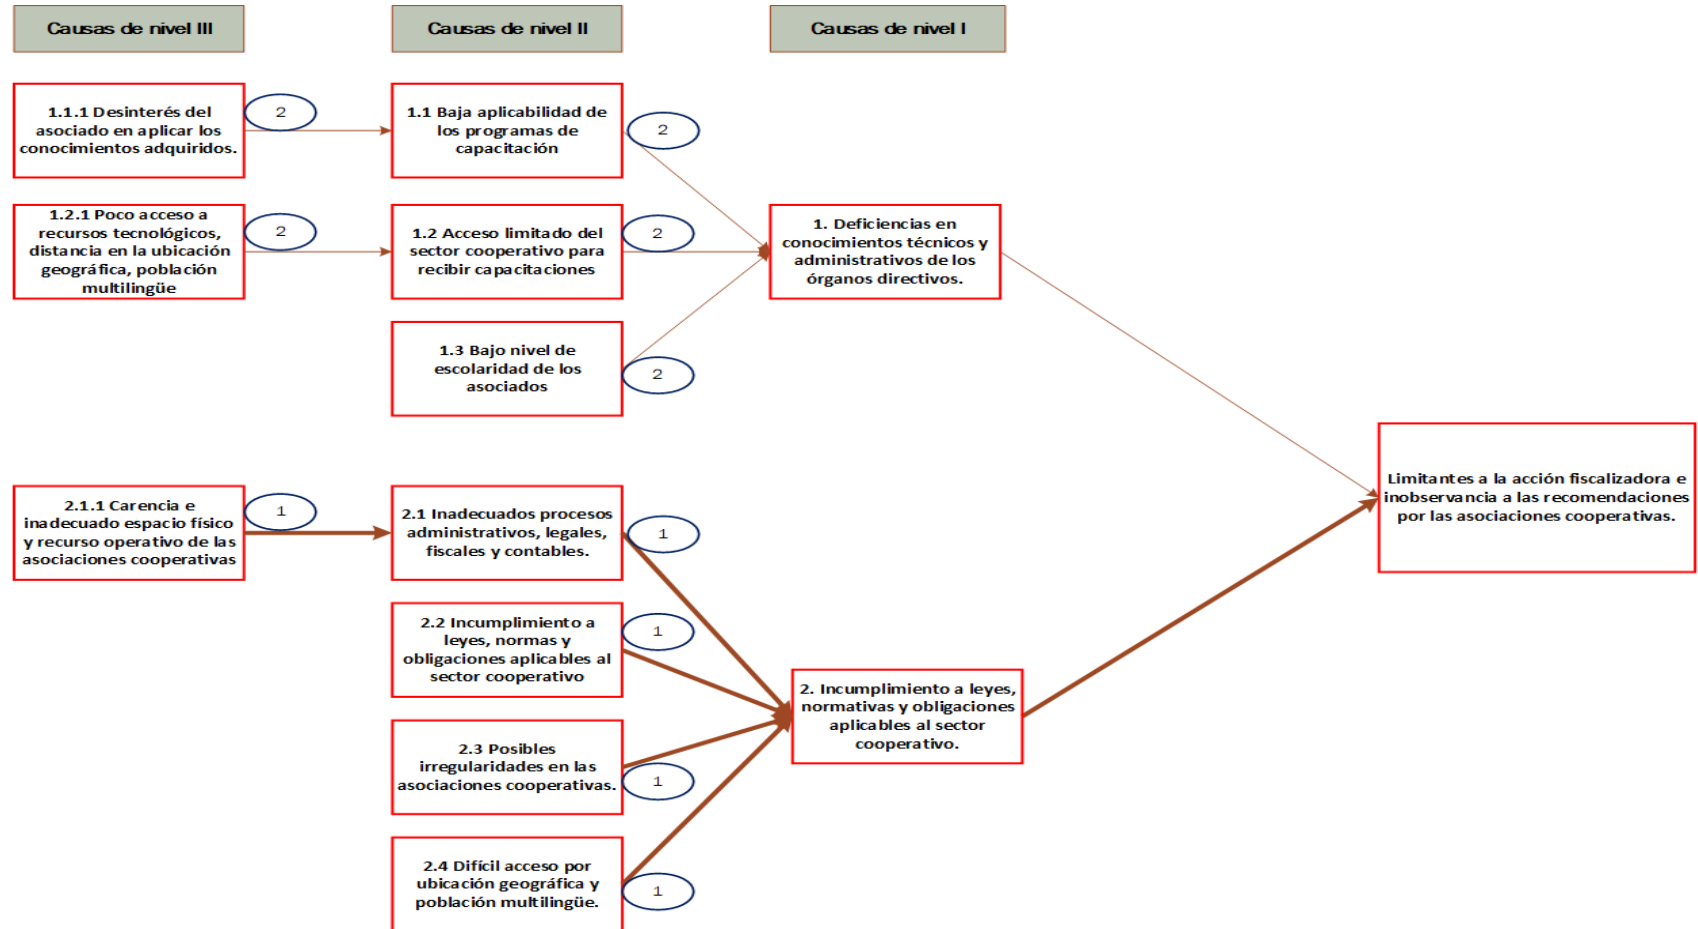 Causas de nivel III
Causas de nivel II
Causas de nivel I
1.1.1 Desinterés del
asociado en aplicar los
conocimientos adquiridos.
2
1.1 Baja aplicabilidad de
los programas de
capacitación
2
1.2.1 Poco acceso a
recursos tecnológicos,
distancia en la ubicación
geográfica, población
multilingüe
2
1.2 Acceso limitado del
sector cooperativo para
recibir capacitaciones
2
1. Deficiencias en
conocimientos técnicos y
administrativos de los
órganos directivos.
1.3 Bajo nivel de
escolaridad de los
asociados
2
Limitantes a la acción fiscalizadora e
inobservancia a las recomendaciones
por las asociaciones cooperativas.
2.1.1 Carencia e
inadecuado espacio físico
y recurso operativo de las
asociaciones cooperativas
1
2.1 Inadecuados procesos
administrativos, legales,
fiscales y contables.
1
2.2 Incumplimiento a
leyes, normas y
obligaciones aplicables al
sector cooperativo
1
2. Incumplimiento a leyes,
normativas y obligaciones
aplicables al sector
cooperativo.
2.3 Posibles
irregularidades en las
asociaciones cooperativas.
1
2.4 Difícil acceso por
ubicación geográfica y
población multilingüe.
1